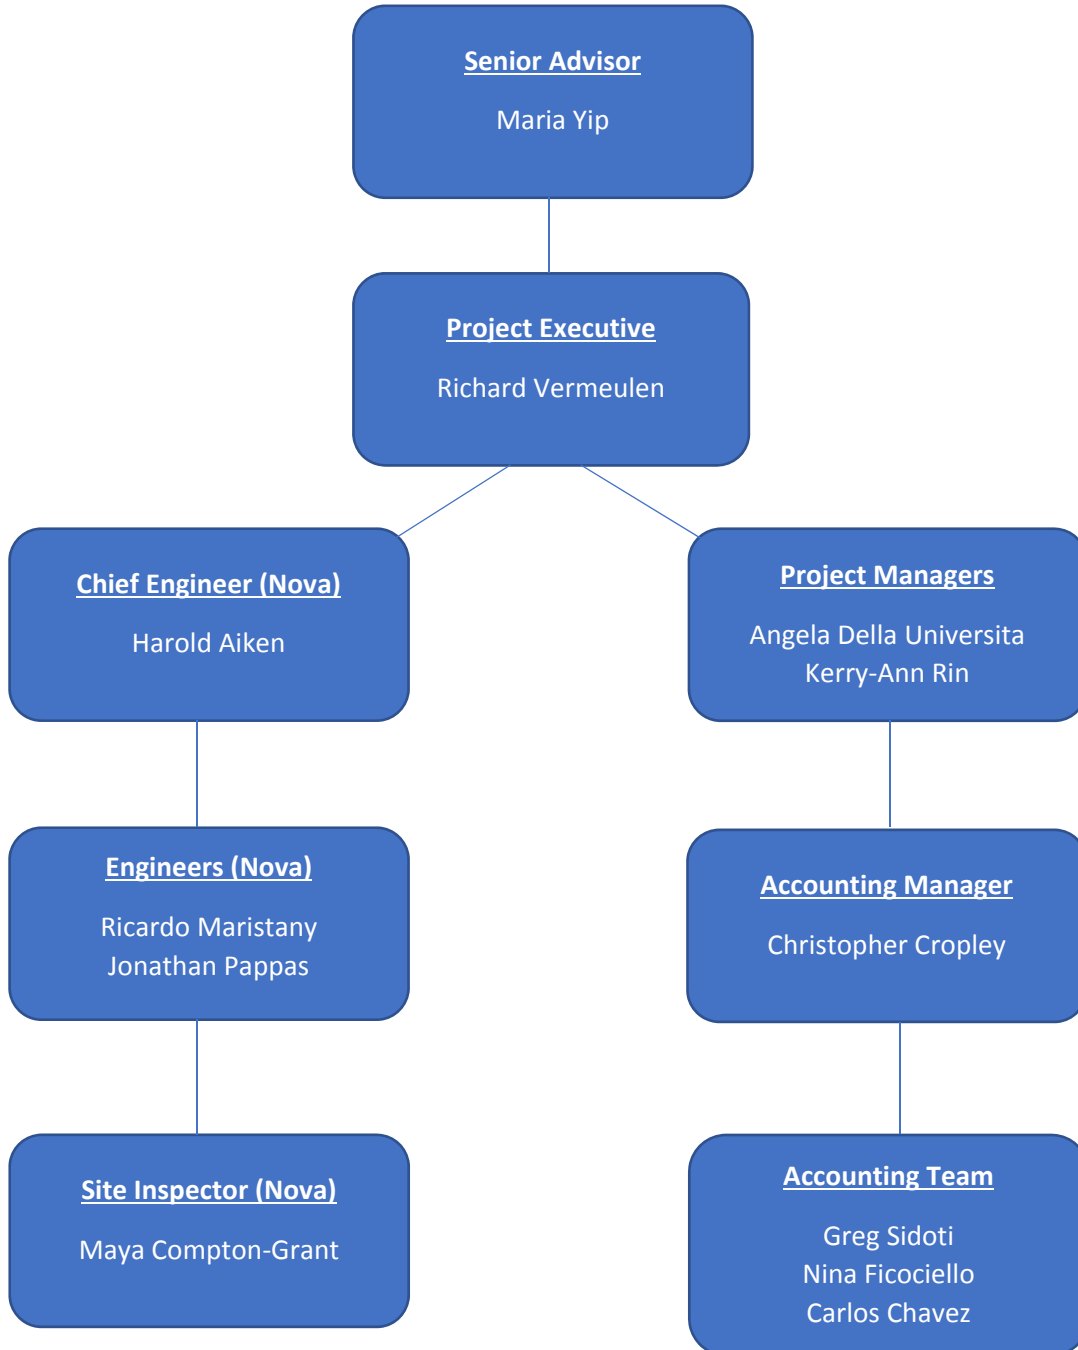 Senior Advisor
Maria Yip
Project Executive
Richard Vermeulen
Chief Engineer (Nova)
Harold Aiken
Project Managers
Angela Della Universita
Kerry-Ann Rin
Engineers (Nova)
Ricardo Maristany
Jonathan Pappas
Accounting Manager
Christopher Cropley
Site Inspector (Nova)
Maya Compton-Grant
Accounting Team
Greg Sidoti
Nina Ficociello
Carlos Chavez